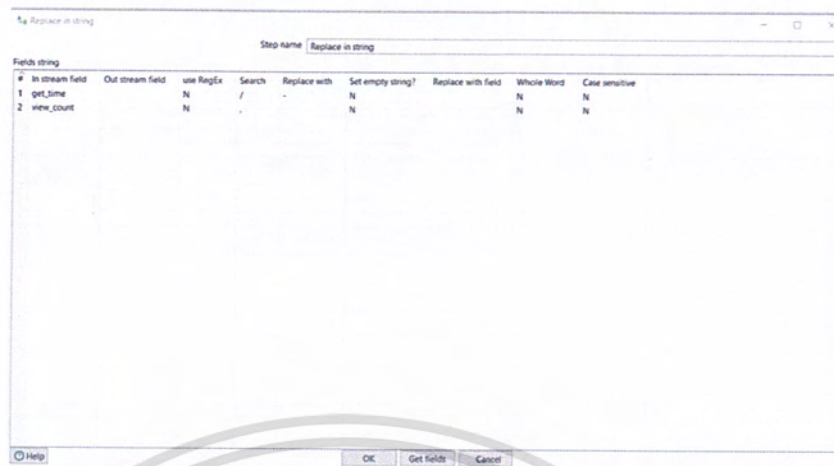 Replace in string
Step name Replace in string
Fields string
# In stream field Out stream field use RegEx Search Replace with Set empty string? Replace with field Whole Word Case sensitive
1 get_time N / - N N N
2 view_count N , N N N
Help OK Get fields Cancel